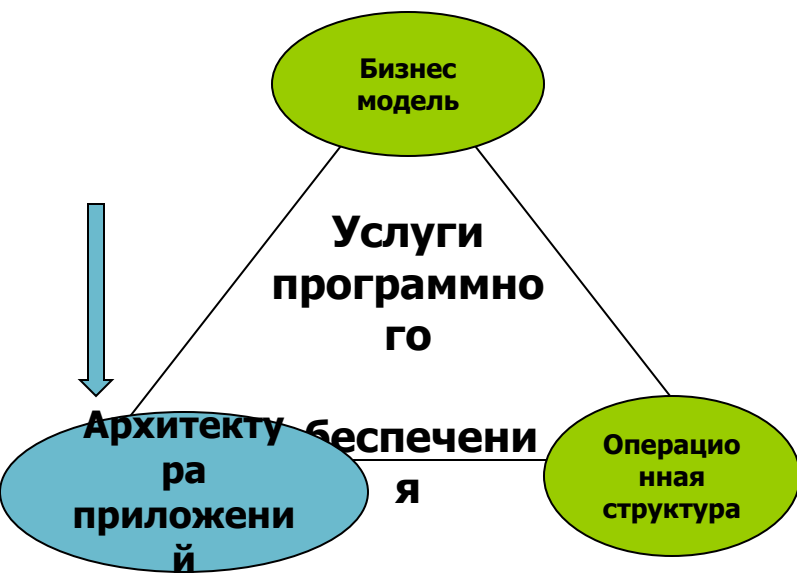 Бизнес
модель
Услуги
программно
го
беспечени
я
Архитекту
ра
приложени
й
Операцио
нная
структура